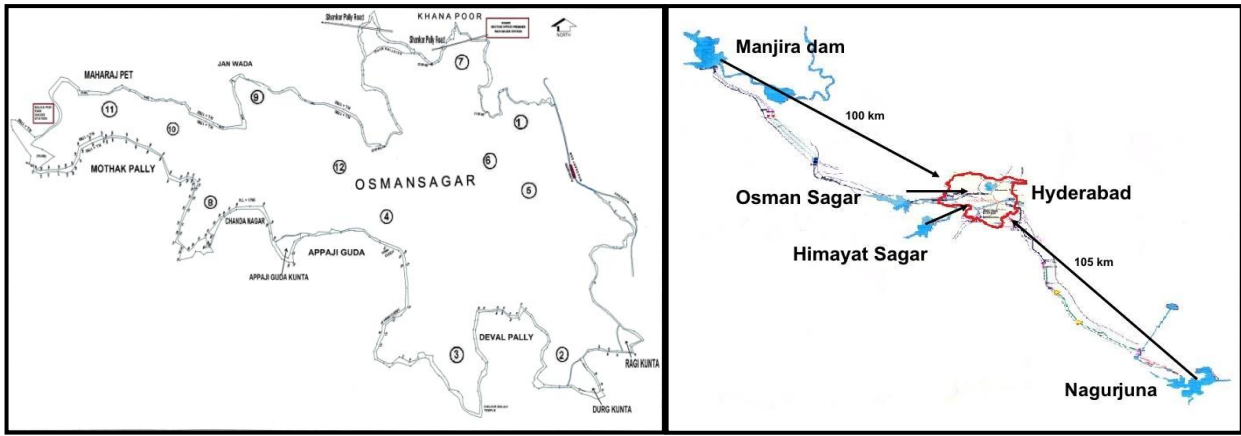 Shankar Pally Road
KHANA POOR
NORTH
Shankar Pally Road
7
MAHARAJ PET
JAN WADA
9
11
10
1
MOTHAK PALLY
12
6
OSMANSAGAR
5
8
CHANDA NAGAR
4
APPAJI GUDA
APPAJI GUDA KUNTA
DEVAL PALLY
3
2
RAGI KUNTA
DURG KUNTA
Manjira dam
100 km
Osman Sagar
Hyderabad
Himayat Sagar
105 km
Nagurjuna